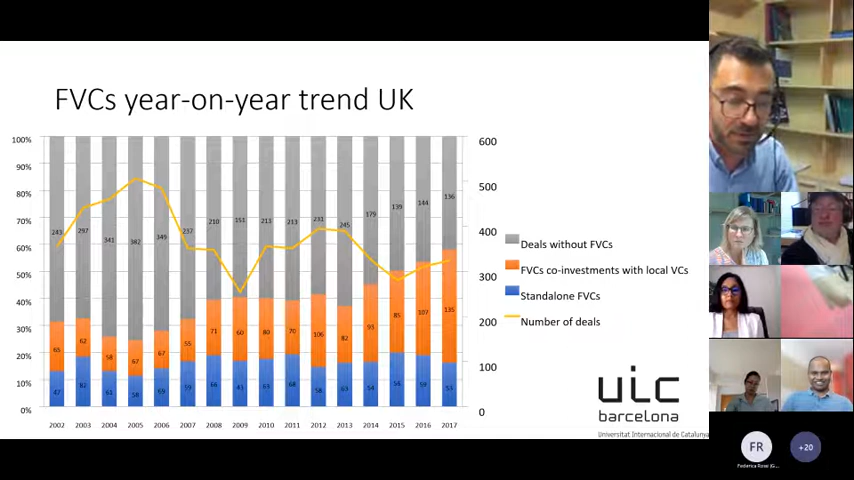 FVCs year-on-year trend UK
100%
90%
80%
70%
60%
50%
40%
30%
20%
10%
0%
600
500
400
300
200
100
0
243 297 341 382 349 237 210 151 213 213 231 245 179 139 144 136
65 62 58 67 67 55 71 60 80 70 106 82 93 85 107 135
47 82 61 58 69 59 66 43 63 68 58 63 54 56 59 53
2002 2003 2004 2005 2006 2007 2008 2009 2010 2011 2012 2013 2014 2015 2016 2017
Deals without FVCs
FVCs co-investments with local VCs
Standalone FVCs
Number of deals
uic
barcelona
Universitat Internacional de Catalunya
FR
+20